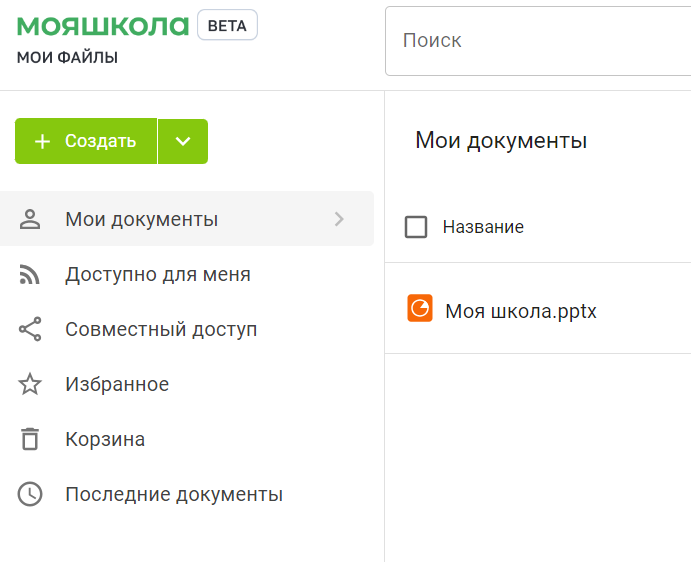 мояшкола BETA
МОИ ФАЙЛЫ
Поиск
Создать
Мои документы
Доступно для меня
Совместный доступ
Избранное
Корзина
Последние документы
Мои документы
Название
Моя школа.pptx